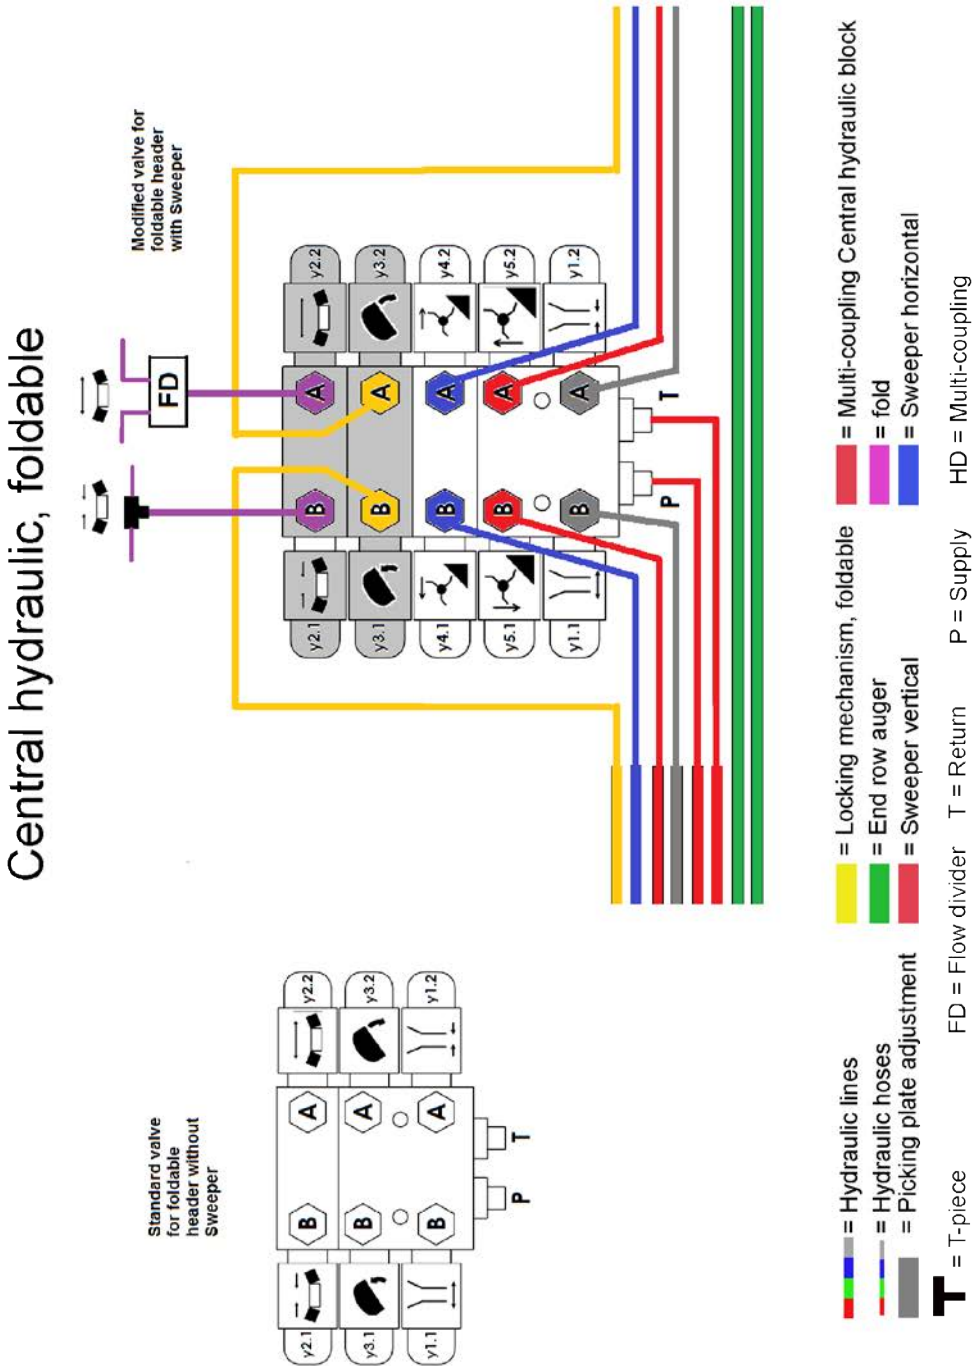 Central hydraulic, foldable
Standard valve
for foldable
header without
Sweeper
y2.1
B
A
y2.2
y3.1
B
A
y3.2
y1.1
B
A
y1.2
P
T
Modified valve for
foldable header
with Sweeper
FD
y2.1
B
A
y2.2
y3.1
B
A
y3.2
y4.1
B
A
y4.2
y5.1
B
A
y5.2
y1.1
B
A
y1.2
P
T
= Hydraulic lines
= Locking mechanism, foldable
= Multi-coupling Central hydraulic block
= Hydraulic hoses
= End row auger
= fold
= Picking plate adjustment
= Sweeper vertical
= Sweeper horizontal
= T-piece
FD = Flow divider
T = Return
P = Supply
HD = Multi-coupling